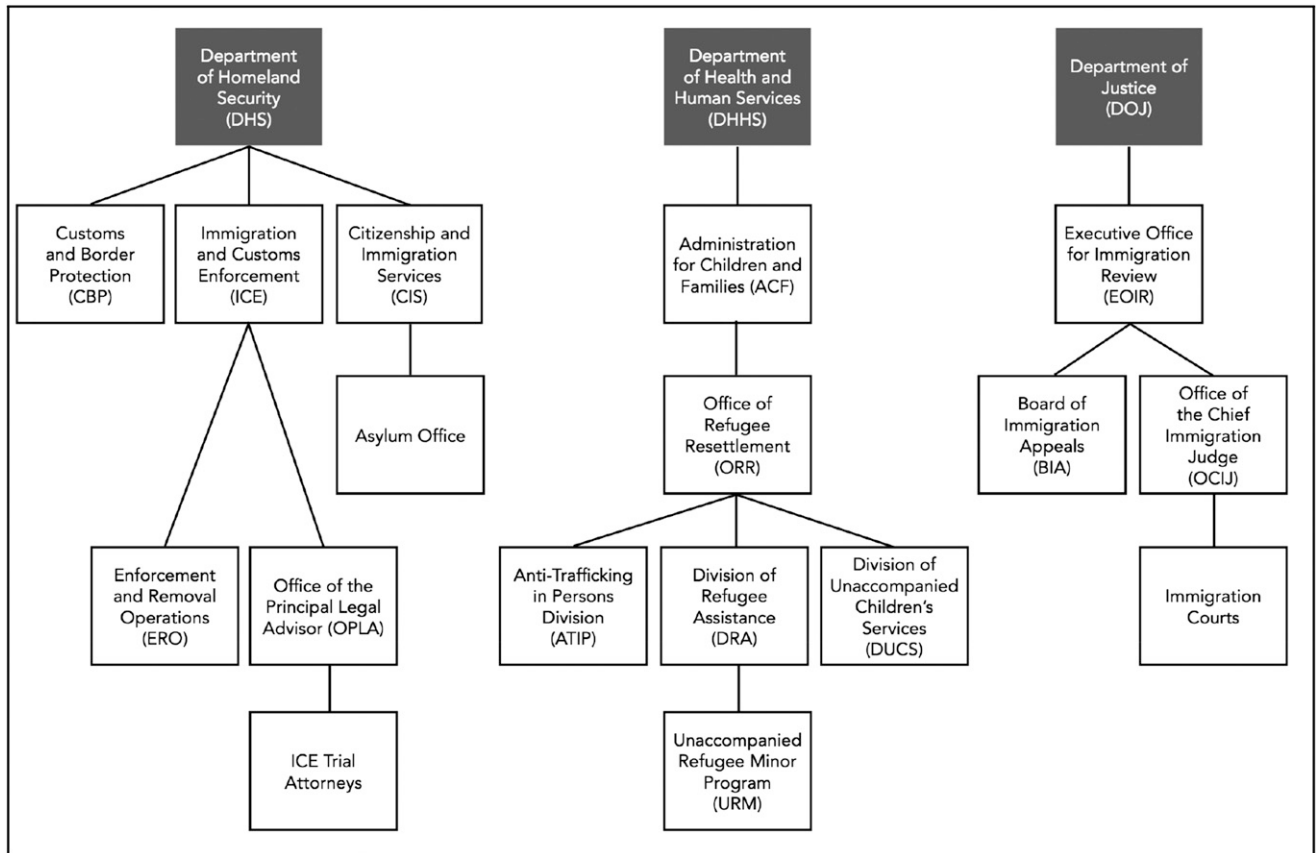 Department
of Homeland
Security
(DHS)
Department
of Health and
Human Services
(DHHS)
Department of
Justice
(DOJ)
Customs
and Border
Protection
(CBP)
Immigration
and Customs
Enforcement
(ICE)
Citizenship and
Immigration
Services
(CIS)
Administration
for Children and
Families (ACF)
Executive Office
for Immigration
Review
(EOIR)
Asylum Office
Office of
Refugee
Resettlement
(ORR)
Board of
Immigration
Appeals
(BIA)
Office of
the Chief
Immigration
Judge
(OCIJ)
Enforcement
and Removal
Operations
(ERO)
Office of the
Principal Legal
Advisor (OPLA)
Anti-Trafficking
in Persons
Division
(ATIP)
Division of
Refugee
Assistance
(DRA)
Division of
Unaccompanied
Children's
Services
(DUCS)
Immigration
Courts
ICE Trial
Attorneys
Unaccompanied
Refugee Minor
Program
(URM)